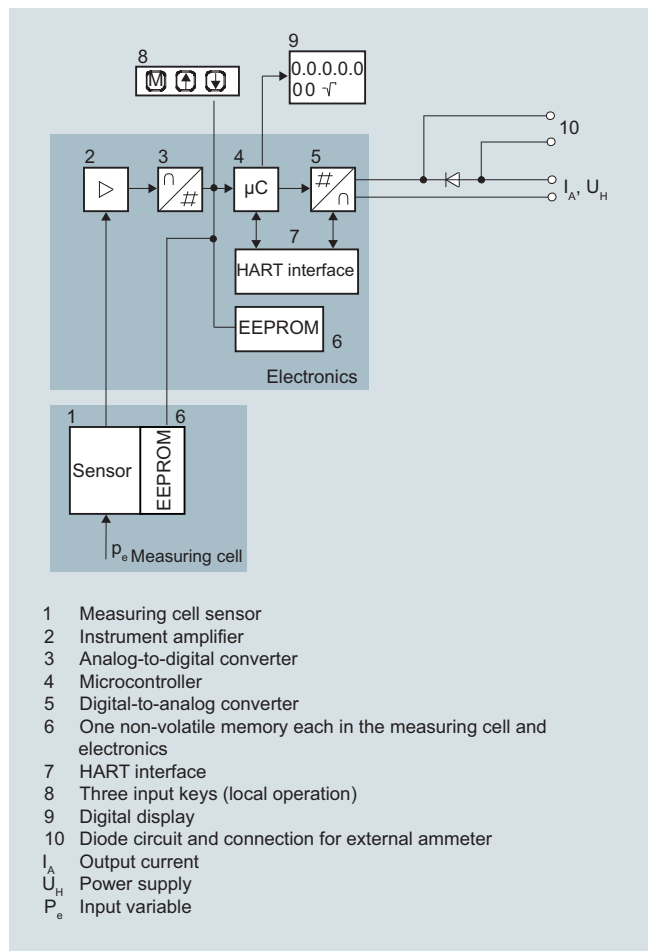 8
9
M
0.0.0.0.0
0 0 √
10
2
3
4
5
∩
#
µC
#
∩
I_A, U_H
7
HART interface
EEPROM
6
Electronics
1
6
Sensor
EEPROM
p_e Measuring cell
1 Measuring cell sensor
2 Instrument amplifier
3 Analog-to-digital converter
4 Microcontroller
5 Digital-to-analog converter
6 One non-volatile memory each in the measuring cell and
electronics
7 HART interface
8 Three input keys (local operation)
9 Digital display
10 Diode circuit and connection for external ammeter
I_A Output current
U_H Power supply
P_e Input variable